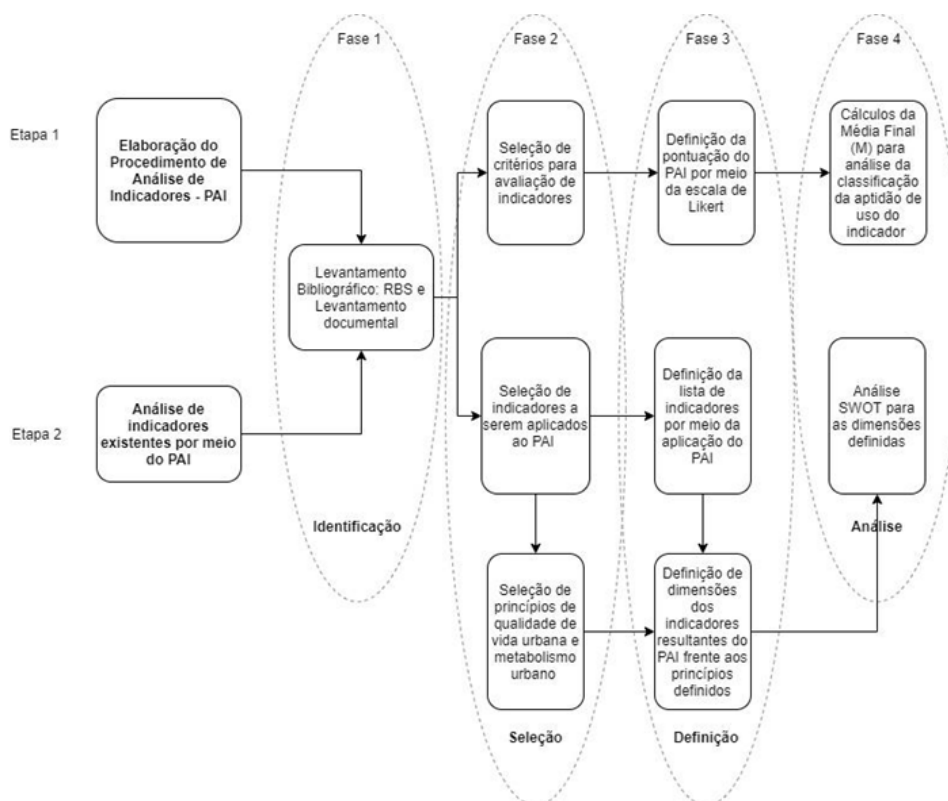 Fase 1
Fase 2
Fase 3
Fase 4
Etapa 1
Elaboração do
Procedimento de
Análise de
Indicadores - PAI
Seleção de
critérios para
avaliação de
indicadores
Definição da
pontuação do
PAI por meio
da escala de
Likert
Cálculos da
Média Final
(M) para
análise da
classificação
da aptidão de
uso do
indicador
Levantamento
Bibliográfico: RBS e
Levantamento
documental
Etapa 2
Análise de
indicadores
existentes por meio
do PAI
Seleção de
indicadores a
serem aplicados
ao PAI
Definição da
lista de
indicadores
por meio da
aplicação do
PAI
Análise
SWOT para
as dimensões
definidas
Identificação
Análise
Seleção de
princípios de
qualidade de
vida urbana e
metabolismo
urbano
Definição de
dimensões
dos
indicadores
resultantes do
PAI frente aos
princípios
definidos
Seleção
Definição